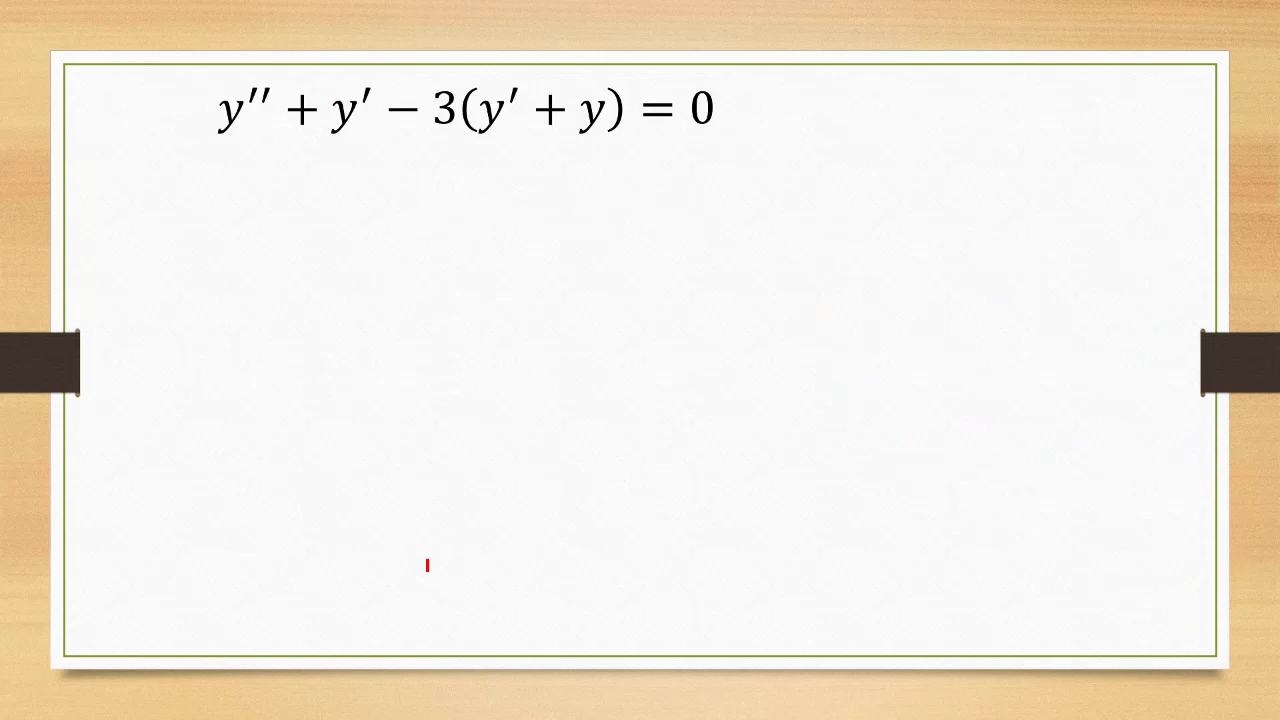 y′′ + y′ − 3(y′ + y) = 0